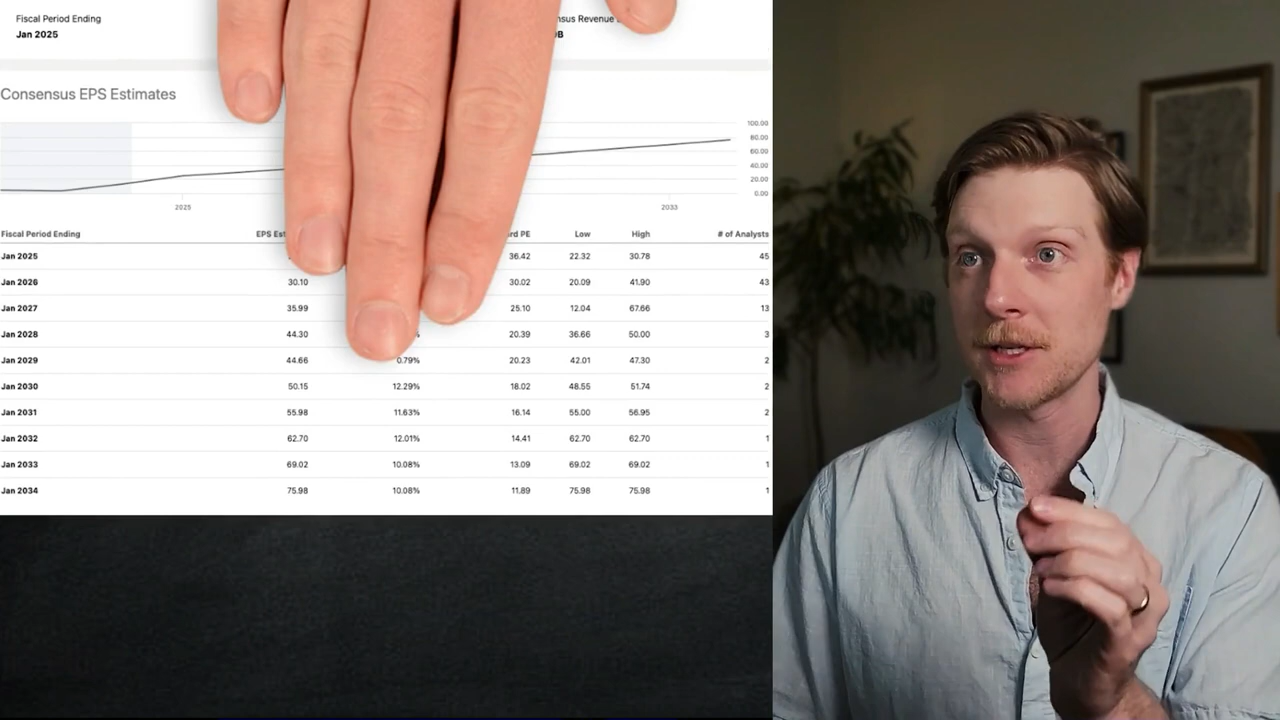 Fiscal Period Ending
Jan 2025
Consensus EPS Estimates
100.00
80.00
60.00
40.00
20.00
0.00
2025 2033
Fiscal Period Ending EPS PE Low High # of Analysts
Jan 2025 36.42 22.32 30.78 45
Jan 2026 30.10 30.02 20.09 41.90 43
Jan 2027 35.99 25.10 12.04 67.66 13
Jan 2028 44.30 20.39 36.66 50.00 3
Jan 2029 44.66 0.79% 20.23 42.01 47.30 2
Jan 2030 50.15 12.29% 18.02 48.55 51.74 2
Jan 2031 55.98 11.63% 16.14 55.00 56.95 2
Jan 2032 62.70 12.01% 14.41 62.70 62.70 1
Jan 2033 69.02 10.08% 13.09 69.02 69.02 1
Jan 2034 75.98 10.08% 11.89 75.98 75.98 1